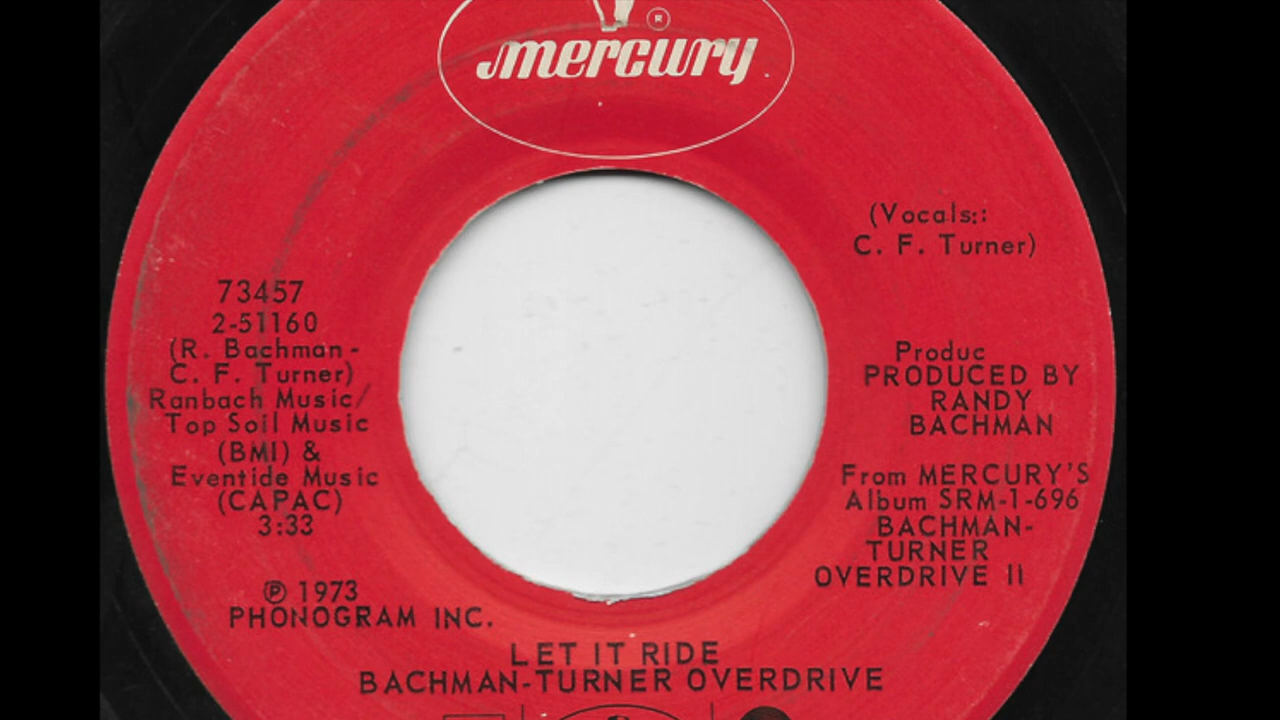 ®
mercury
(Vocals::
C. F. Turner)
73457
2-51160
(R. Bachman-
C. F. Turner)
Ranbach Music/
Top Soil Music
(BMI) &
Eventide Music
(CAPAC)
3:33
Produc
PRODUCED BY
RANDY
BACHMAN
From MERCURY'S
Album SRM-1-696
BACHMAN-
TURNER
OVERDRIVE II
℗ 1973
PHONOGRAM INC.
LET IT RIDE
BACHMAN-TURNER OVERDRIVE